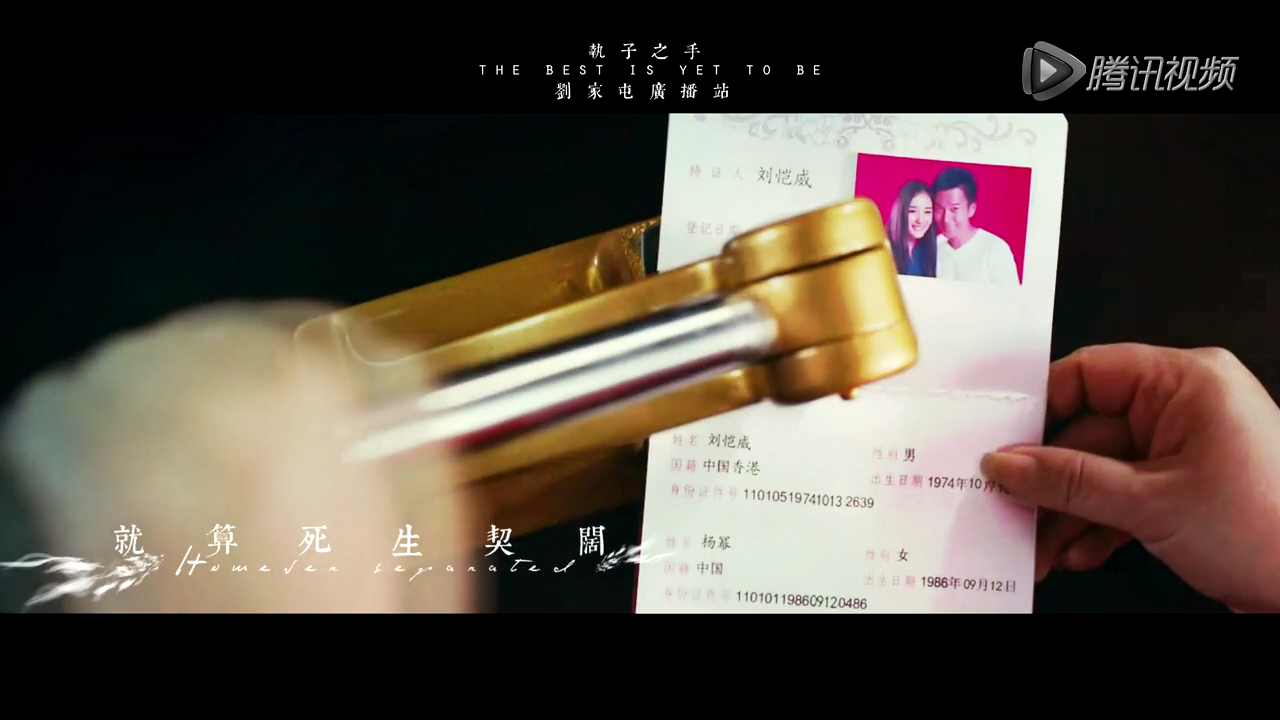 執子之手
THE BEST IS YET TO BE
劉家屯廣播站
腾讯视频
持证人 刘恺威
登记日期
姓名 刘恺威
性别 男
国籍 中国香港
出生日期 1974年10月
身份证件号 11010519741013 2639
就算死生契闊
However separated
姓名 杨幂
性别 女
国籍 中国
出生日期 1986年09月12日
身份证件号 110101198609120486